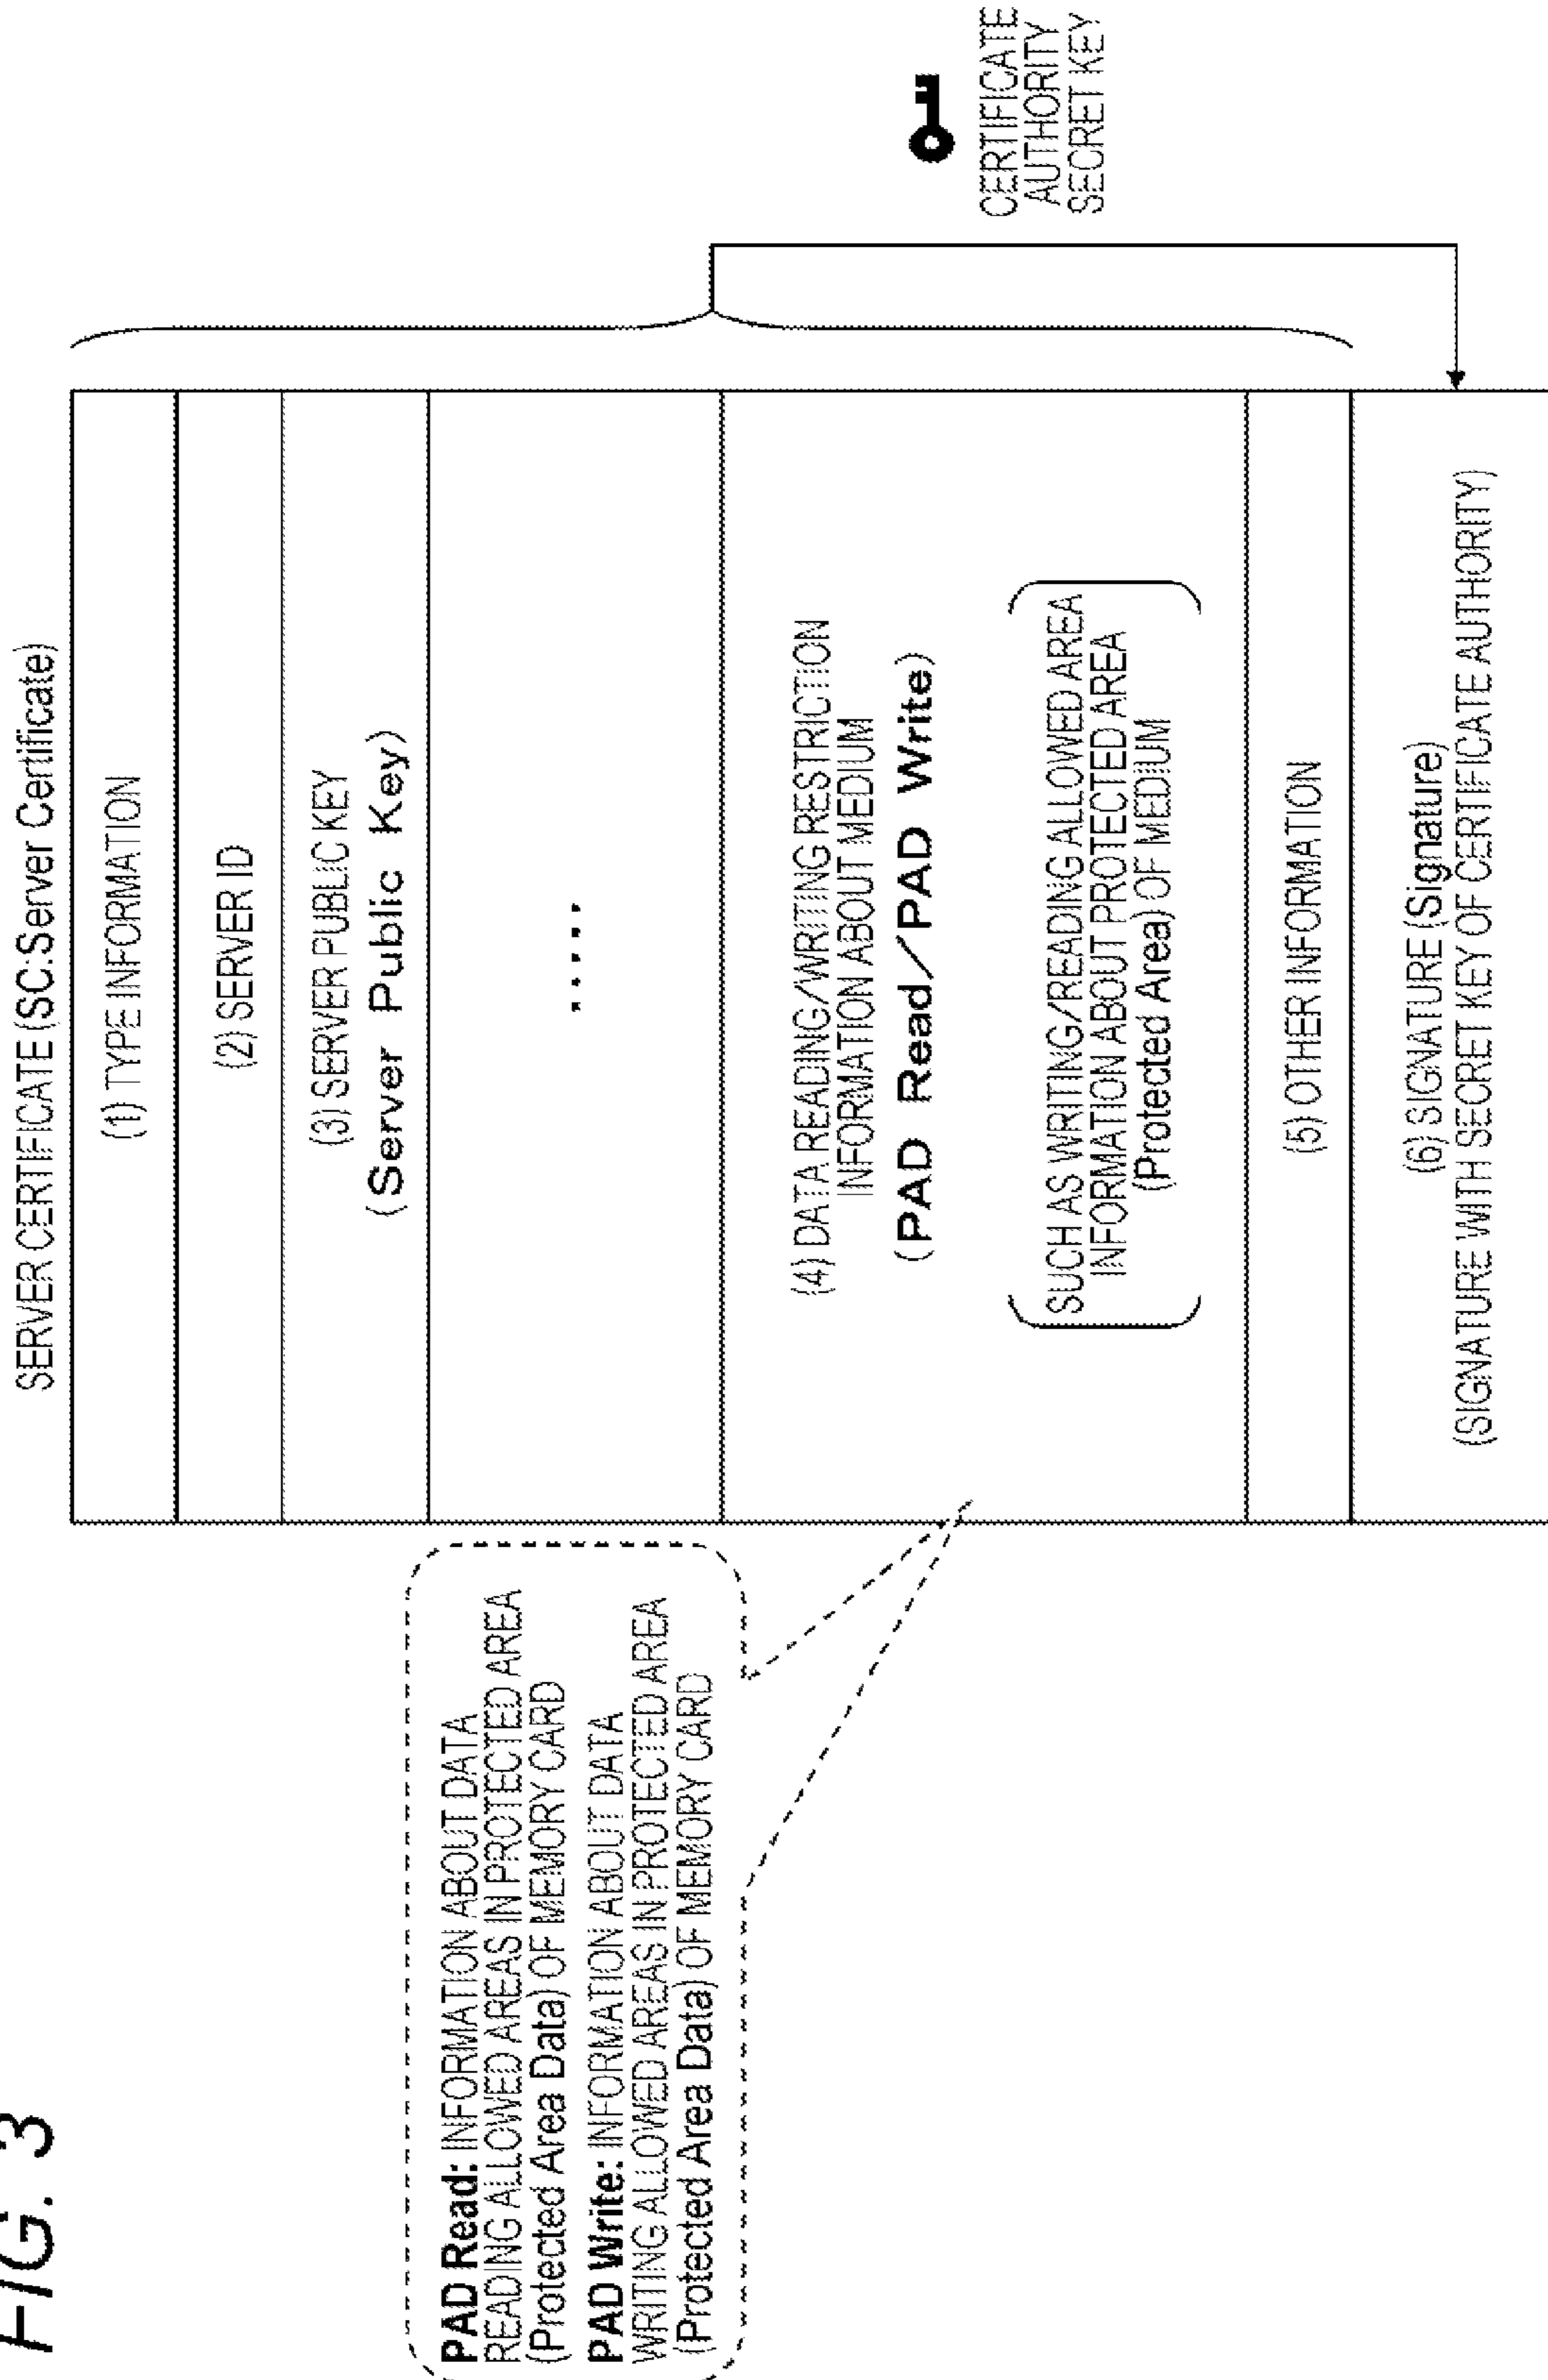 FIG. 3
SERVER CERTIFICATE (SC:Server Certificate)
(1) TYPE INFORMATION
(2) SERVER ID
(3) SERVER PUBLIC KEY
(Server Public Key)
.....
(4) DATA READING/WRITING RESTRICTION
INFORMATION ABOUT MEDIUM
(PAD Read/PAD Write)
SUCH AS WRITING/READING ALLOWED AREA
INFORMATION ABOUT PROTECTED AREA
(Protected Area) OF MEDIUM
(5) OTHER INFORMATION
(6) SIGNATURE (Signature)
(SIGNATURE WITH SECRET KEY OF CERTIFICATE AUTHORITY)
PAD Read: INFORMATION ABOUT DATA
READING ALLOWED AREAS IN PROTECTED AREA
(Protected Area Data) OF MEMORY CARD
PAD Write: INFORMATION ABOUT DATA
WRITING ALLOWED AREAS IN PROTECTED AREA
(Protected Area Data) OF MEMORY CARD
CERTIFICATE
AUTHORITY
SECRET KEY